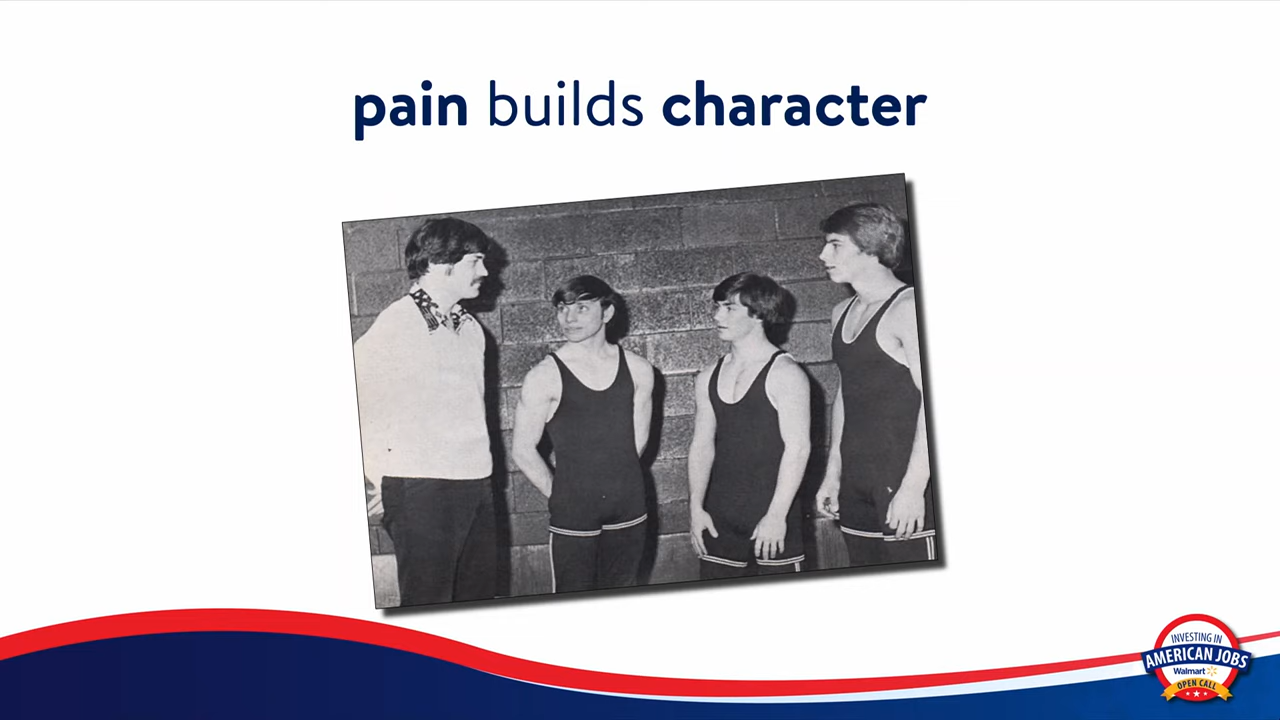 pain builds character
INVESTING IN
AMERICAN JOBS
Walmart
OPEN CALL